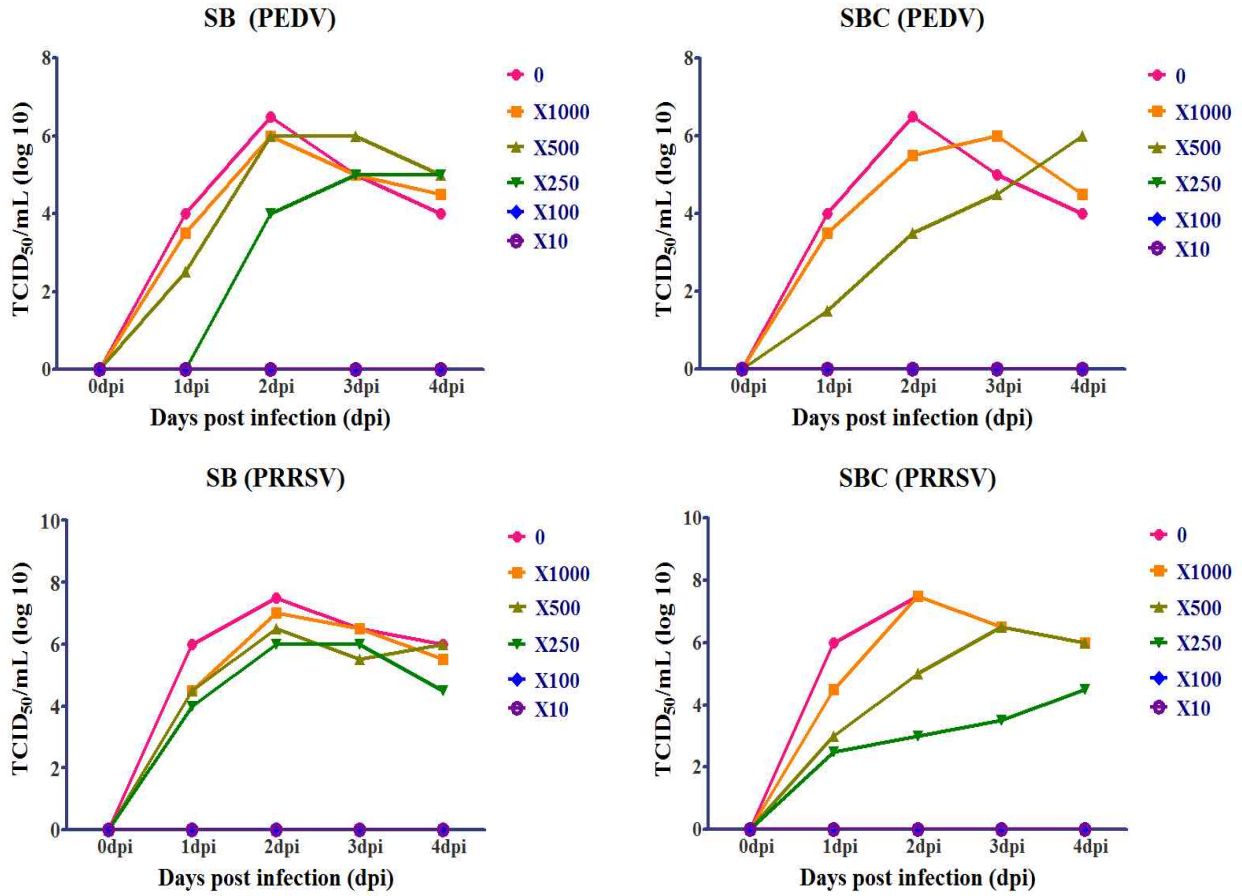 SB (PEDV)
TCID50/mL (log 10)
8
6
4
2
0
0dpi 1dpi 2dpi 3dpi 4dpi
Days post infection (dpi)
0
X1000
X500
X250
X100
X10
SBC (PEDV)
TCID50/mL (log 10)
8
6
4
2
0
0dpi 1dpi 2dpi 3dpi 4dpi
Days post infection (dpi)
0
X1000
X500
X250
X100
X10
SB (PRRSV)
TCID50/mL (log 10)
10
8
6
4
2
0
0dpi 1dpi 2dpi 3dpi 4dpi
Days post infection (dpi)
0
X1000
X500
X250
X100
X10
SBC (PRRSV)
TCID50/mL (log 10)
10
8
6
4
2
0
0dpi 1dpi 2dpi 3dpi 4dpi
Days post infection (dpi)
0
X1000
X500
X250
X100
X10